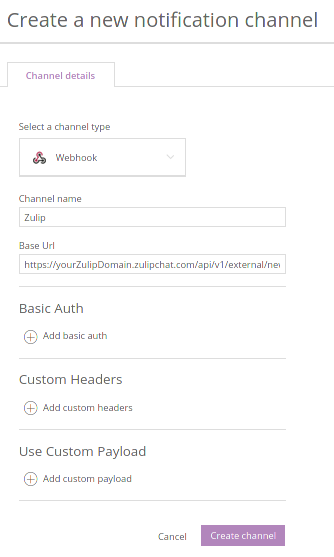 Create a new notification channel
Channel details
Select a channel type
Webhook
Channel name
Zulip
Base Url
https://yourZulipDomain.zulipchat.com/api/v1/external/ne
Basic Auth
Add basic auth
Custom Headers
Add custom headers
Use Custom Payload
Add custom payload
Cancel
Create channel